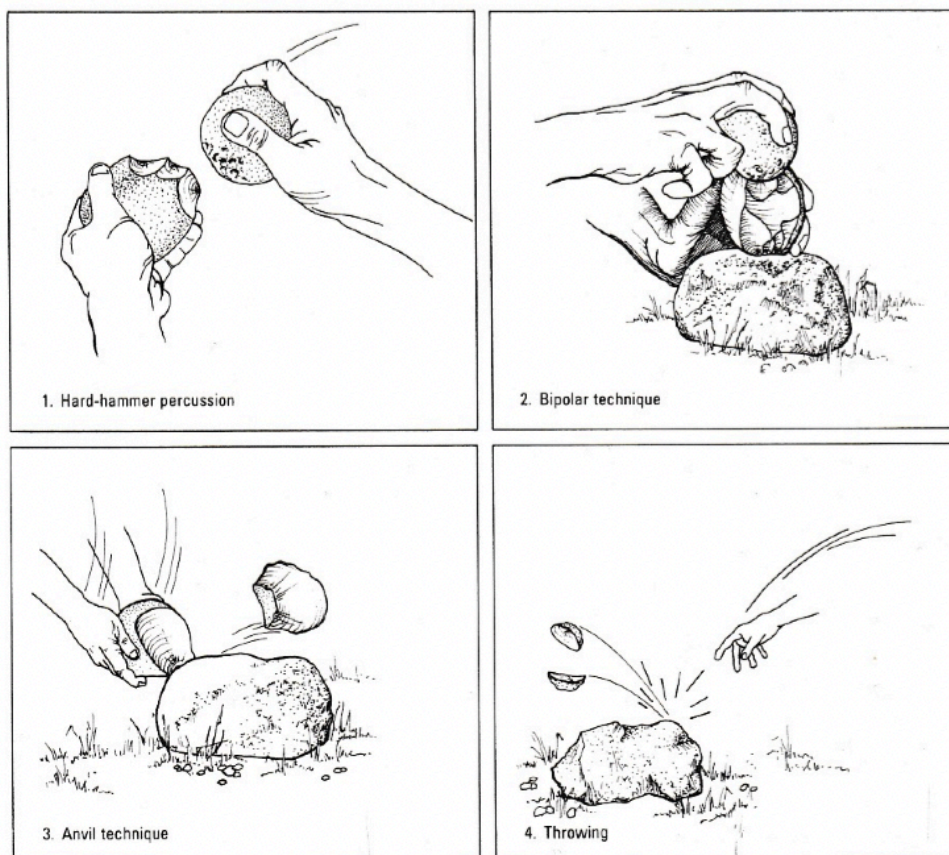 1. Hard-hammer percussion
2. Bipolar technique
3. Anvil technique
4. Throwing